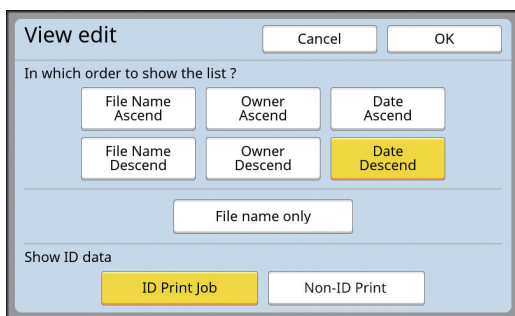 View edit
Cancel
OK
In which order to show the list ?
File Name
Ascend
Owner
Ascend
Date
Ascend
File Name
Descend
Owner
Descend
Date
Descend
File name only
Show ID data
ID Print Job
Non-ID Print